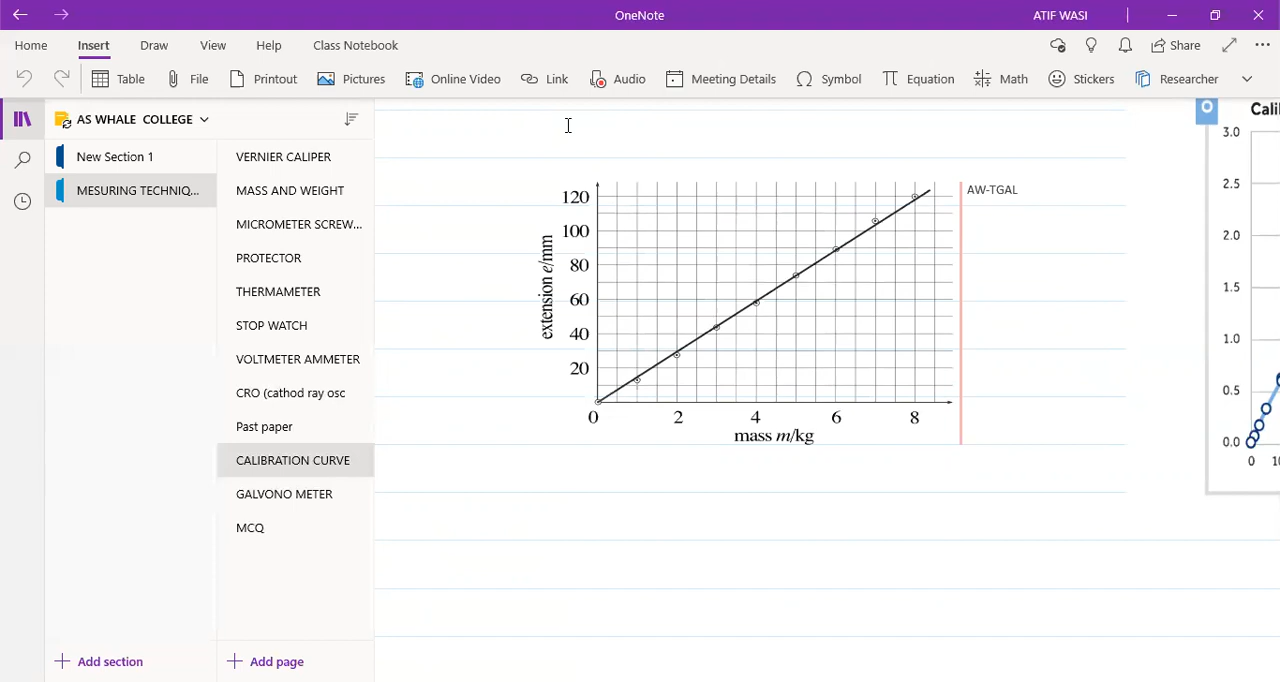 OneNote
ATIF WASI
Home Insert Draw View Help Class Notebook
Share
Table File Printout Pictures Online Video Link Audio Meeting Details Symbol Equation Math Stickers Researcher
AS WHALE COLLEGE
New Section 1
MESURING TECHNIQ...
VERNIER CALIPER
MASS AND WEIGHT
MICROMETER SCREW...
PROTECTOR
THERMAMETER
STOP WATCH
VOLTMETER AMMETER
CRO (cathod ray osc
Past paper
CALIBRATION CURVE
GALVONO METER
MCQ
Add section
Add page
120
100
80
60
40
20
extension e/mm
0 2 4 6 8
mass m/kg
AW-TGAL
Cali
3.0
2.5
2.0
1.5
1.0
0.5
0.0
0 10